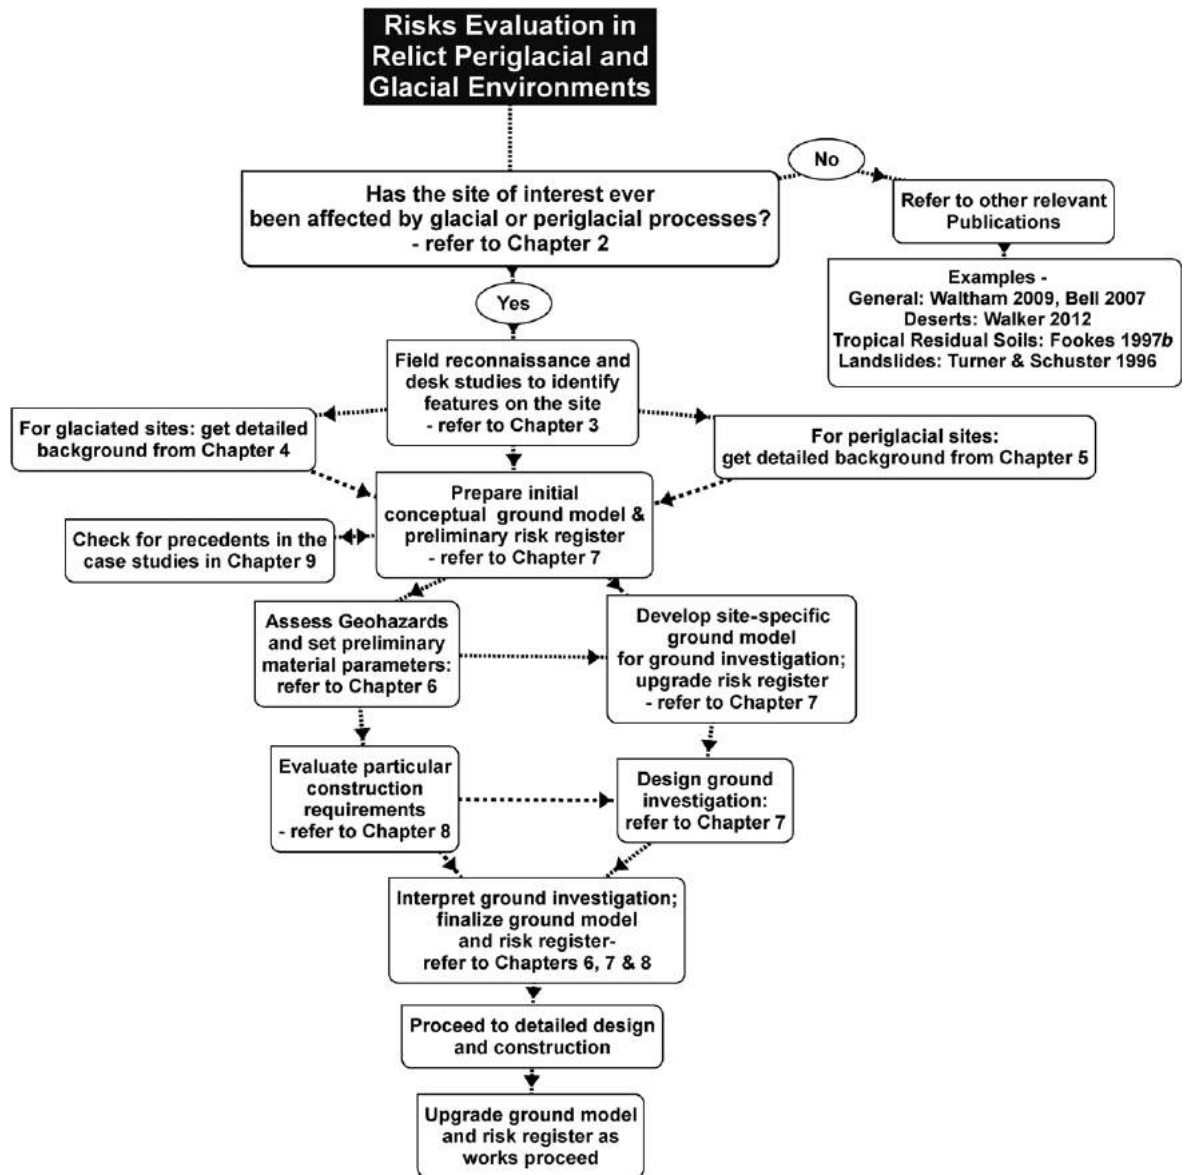 Risks Evaluation in
Relict Periglacial and
Glacial Environments
No
Has the site of interest ever
been affected by glacial or periglacial processes?
- refer to Chapter 2
Refer to other relevant
Publications
Examples -
General: Waltham 2009, Bell 2007
Deserts: Walker 2012
Tropical Residual Soils: Fookes 1997b
Landslides: Turner & Schuster 1996
Yes
Field reconnaissance and
desk studies to identify
features on the site
- refer to Chapter 3
For glaciated sites: get detailed
background from Chapter 4
For periglacial sites:
get detailed background from Chapter 5
Prepare initial
conceptual ground model &
preliminary risk register
- refer to Chapter 7
Check for precedents in the
case studies in Chapter 9
Assess Geohazards
and set preliminary
material parameters:
refer to Chapter 6
Develop site-specific
ground model
for ground investigation;
upgrade risk register
- refer to Chapter 7
Evaluate particular
construction
requirements
- refer to Chapter 8
Design ground
investigation:
refer to Chapter 7
Interpret ground investigation;
finalize ground model
and risk register-
refer to Chapters 6, 7 & 8
Proceed to detailed design
and construction
Upgrade ground model
and risk register as
works proceed